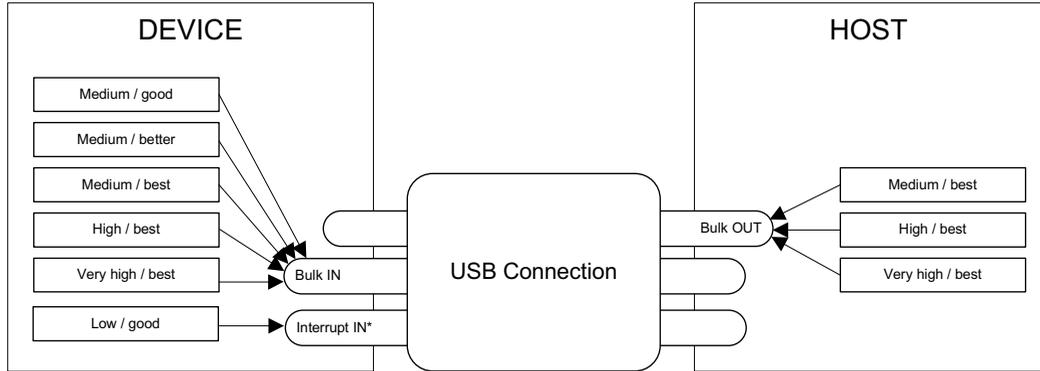 DEVICE
HOST
Medium / good
Medium / better
Medium / best
High / best
Very high / best
Low / good
Bulk IN
Interrupt IN*
USB Connection
Bulk OUT
Medium / best
High / best
Very high / best